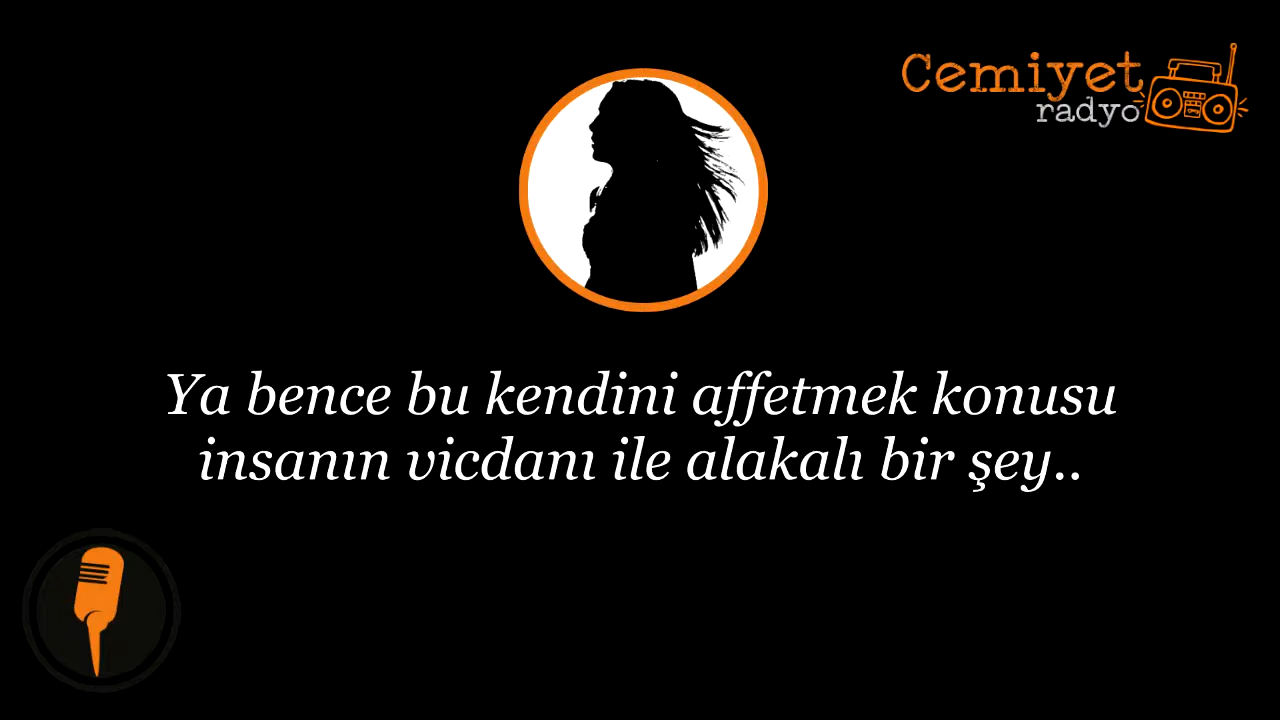 Cemiyet
radyo
Ya bence bu kendini affetmek konusu
insanın vicdanı ile alakalı bir şey..